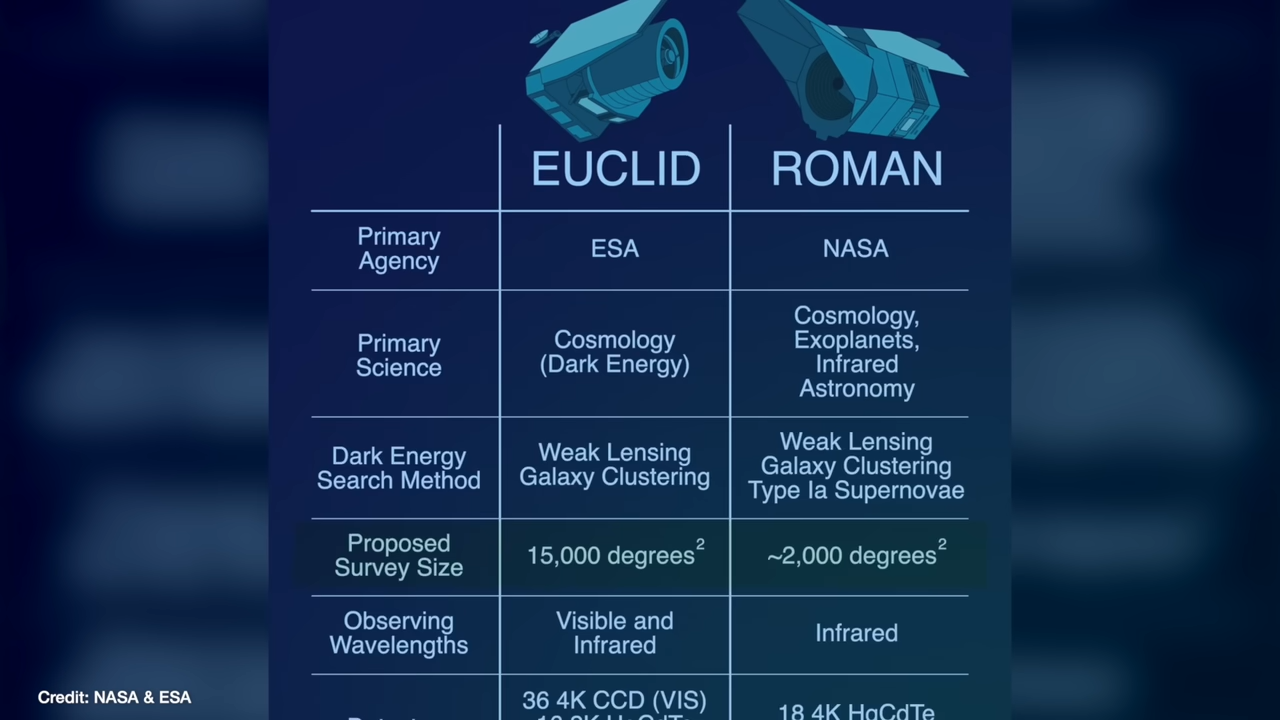 EUCLID
ROMAN
Primary
Agency
ESA
NASA
Primary
Science
Cosmology
(Dark Energy)
Cosmology,
Exoplanets,
Infrared
Astronomy
Dark Energy
Search Method
Weak Lensing
Galaxy Clustering
Weak Lensing
Galaxy Clustering
Type Ia Supernovae
Proposed
Survey Size
15,000 degrees²
~2,000 degrees²
Observing
Wavelengths
Visible and
Infrared
Infrared
36 4K CCD (VIS)
18 4K HgCdTe
Credit: NASA & ESA